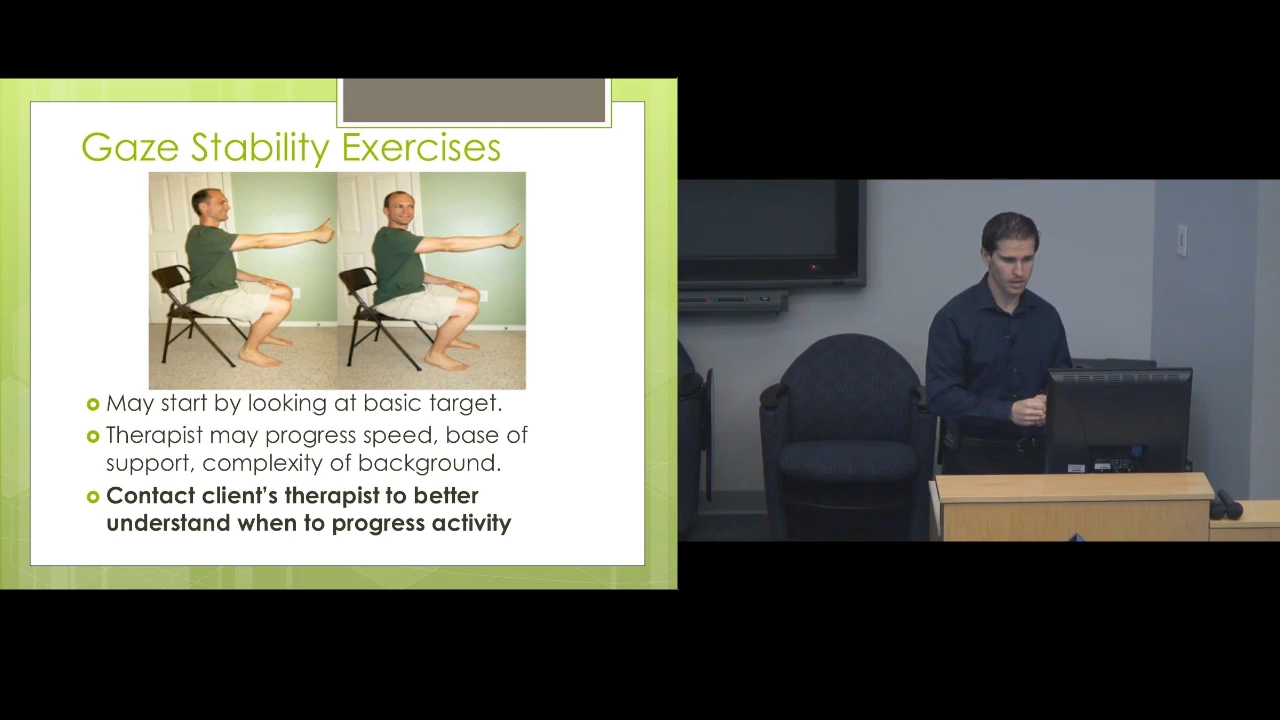 Gaze Stability Exercises
May start by looking at basic target.
Therapist may progress speed, base of
support, complexity of background.
Contact client's therapist to better
understand when to progress activity